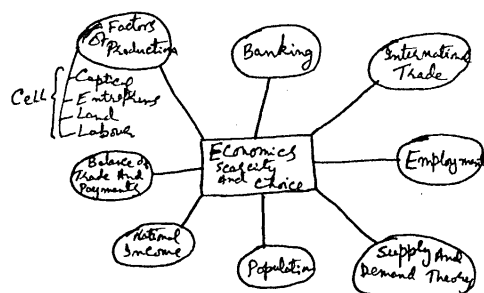 Factors
Of
Production
Cell
Capital
Entreprens
Land
Labour
Banking
International
Trade
Economics
Scarcity
And Choice
Employment
Balance of
Trade And
Payments
National
Income
Population
Supply And
Demand Theory